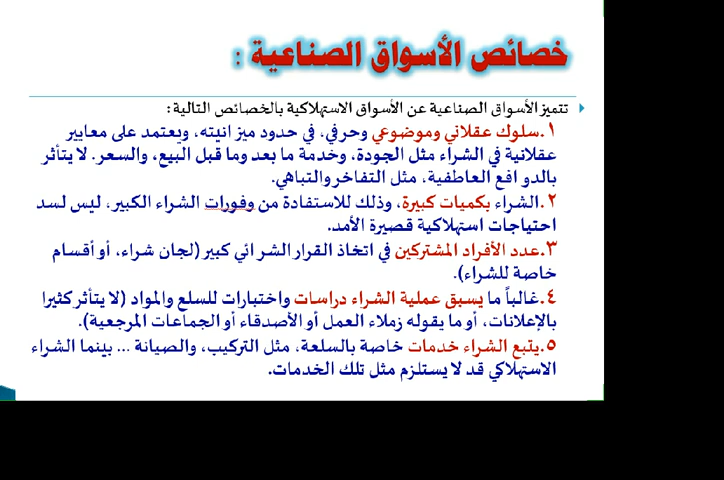 خصائص الأسواق الصناعية :
تتميز الأسواق الصناعية عن الأسواق الاستهلاكية بالخصائص التالية:
١.سلوك عقلاني وموضوعي وحرفي، في حدود ميزانيته، ويعتمد على معايير
عقلانية في الشراء مثل الجودة، وخدمة ما بعد وما قبل البيع، والسعر. لا يتأثر
بالدوافع العاطفية، مثل التفاخر والتباهي.
٢.الشراء بكميات كبيرة، وذلك للاستفادة من وفورات الشراء الكبير، ليس لسد
احتياجات استهلاكية قصيرة الأمد.
٣.عدد الأفراد المشتركين في اتخاذ القرار الشرائي كبير (لجان شراء، أو أقسام
خاصة للشراء).
٤.غالباً ما يسبق عملية الشراء دراسات واختبارات للسلع والمواد (لا يتأثر كثيرا
بالإعلانات، أو ما يقوله زملاء العمل أو الأصدقاء أو الجماعات المرجعية).
٥.يتبع الشراء خدمات خاصة بالسلعة، مثل التركيب، والصيانة ... بينما الشراء
الاستهلاكي قد لا يستلزم مثل تلك الخدمات.